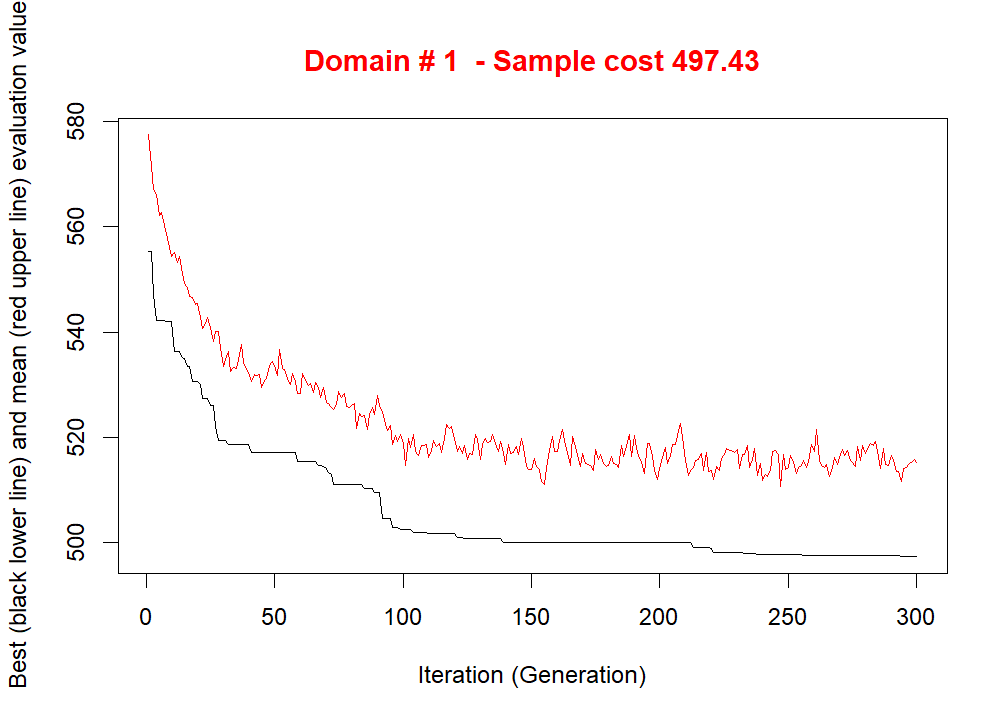 Domain # 1  - Sample cost 497.43
Best (black lower line) and mean (red upper line) evaluation value
580
560
540
520
500
0 50 100 150 200 250 300
Iteration (Generation)